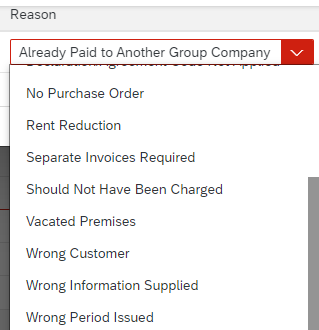 Reason
Already Paid to Another Group Company
No Purchase Order
Rent Reduction
Separate Invoices Required
Should Not Have Been Charged
Vacated Premises
Wrong Customer
Wrong Information Supplied
Wrong Period Issued